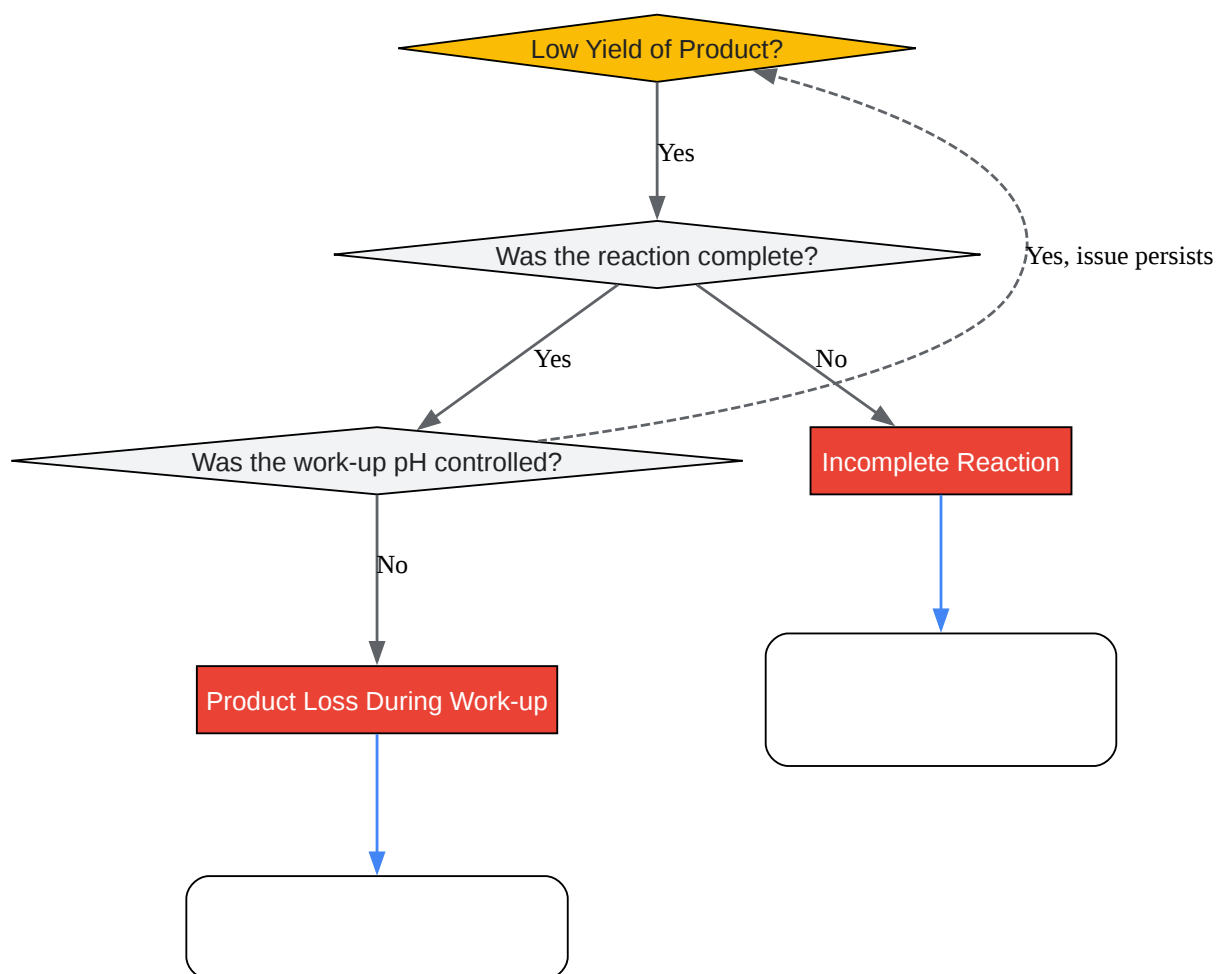 Low Yield of Product?
Yes
Was the reaction complete?
Yes, issue persists
Yes
No
Was the work-up pH controlled?
Incomplete Reaction
No
Product Loss During Work-up